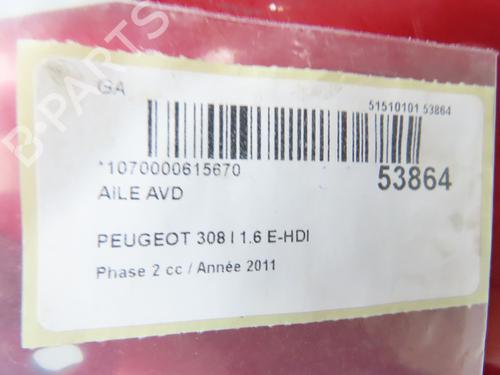 GA
51510101 53864
*1070000615670
53864
AILE AVD
PEUGEOT 308 I 1.6 E-HDI
Phase 2 cc / Année 2011
B-PARTS